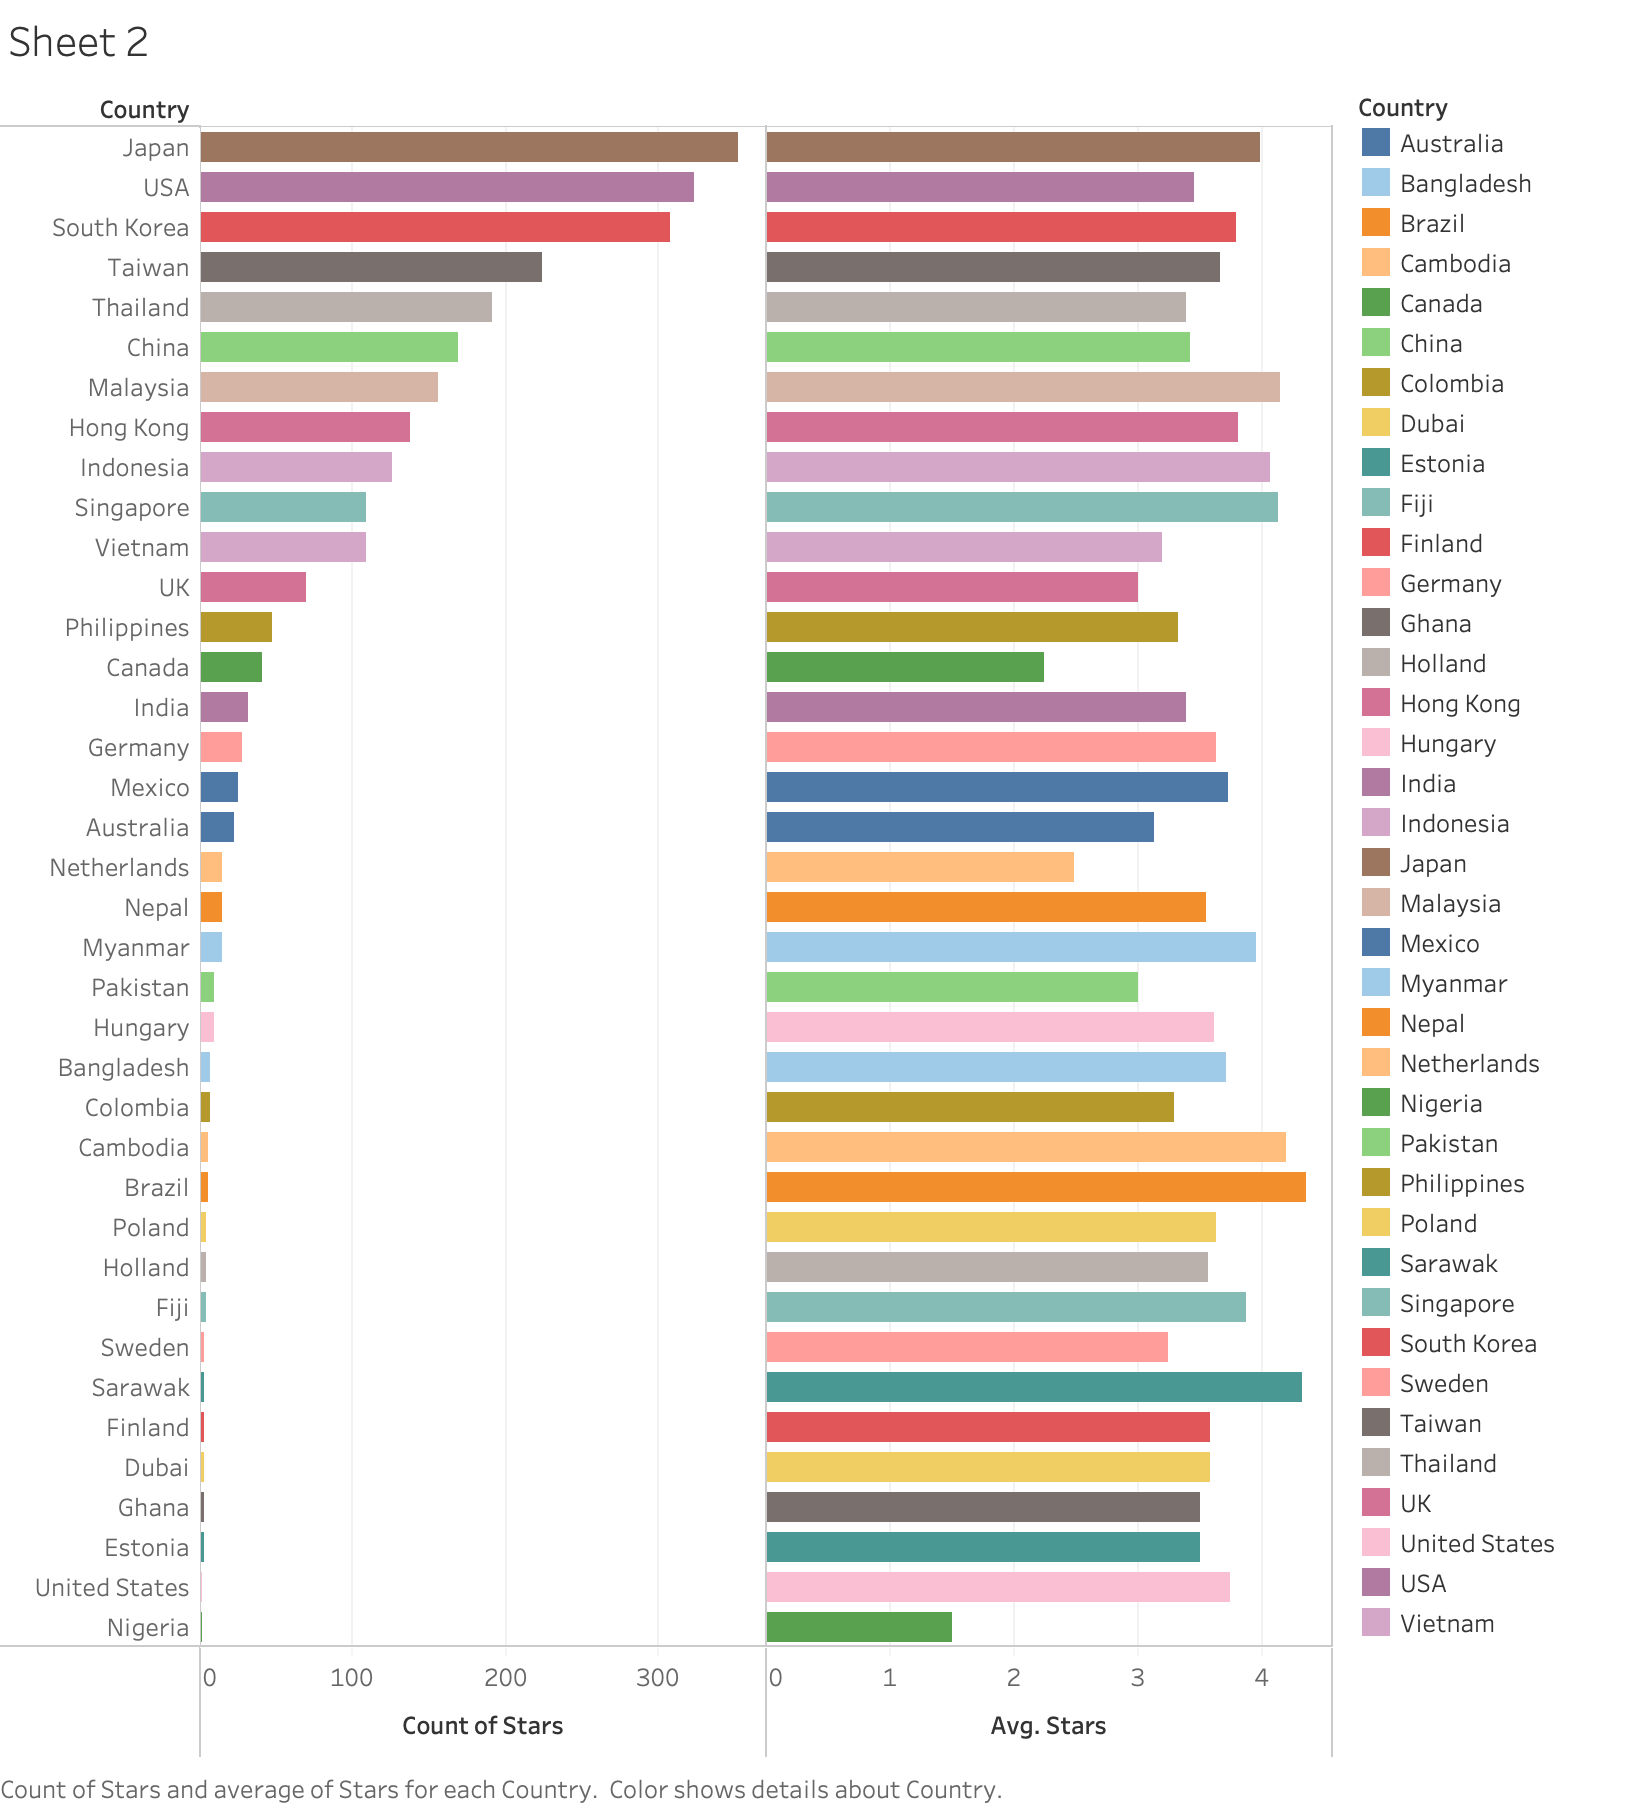 Sheet 2
Country
Japan
USA
South Korea
Taiwan
Thailand
China
Malaysia
Hong Kong
Indonesia
Singapore
Vietnam
UK
Philippines
Canada
India
Germany
Mexico
Australia
Netherlands
Nepal
Myanmar
Pakistan
Hungary
Bangladesh
Colombia
Cambodia
Brazil
Poland
Holland
Fiji
Sweden
Sarawak
Finland
Dubai
Ghana
Estonia
United States
Nigeria
0 100 200 300
Count of Stars
0 1 2 3 4
Avg. Stars
Country
Australia
Bangladesh
Brazil
Cambodia
Canada
China
Colombia
Dubai
Estonia
Fiji
Finland
Germany
Ghana
Holland
Hong Kong
Hungary
India
Indonesia
Japan
Malaysia
Mexico
Myanmar
Nepal
Netherlands
Nigeria
Pakistan
Philippines
Poland
Sarawak
Singapore
South Korea
Sweden
Taiwan
Thailand
UK
United States
USA
Vietnam
Count of Stars and average of Stars for each Country.  Color shows details about Country.